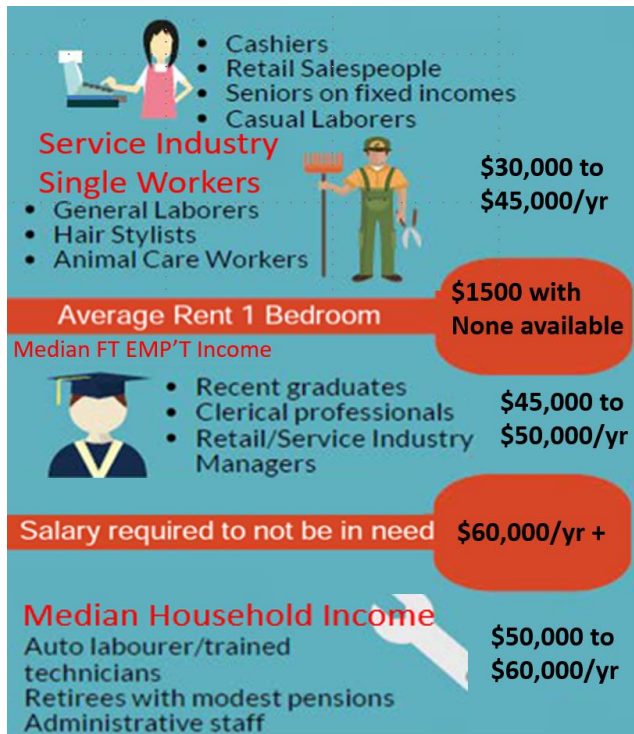 • Cashiers
• Retail Salespeople
• Seniors on fixed incomes
• Casual Laborers
Service Industry
Single Workers
• General Laborers
• Hair Stylists
• Animal Care Workers
$30,000 to
$45,000/yr
Average Rent 1 Bedroom
$1500 with
None available
Median FT EMP'T Income
• Recent graduates
• Clerical professionals
• Retail/Service Industry
Managers
$45,000 to
$50,000/yr
Salary required to not be in need
$60,000/yr +
Median Household Income
Auto labourer/trained
technicians
Retirees with modest pensions
Administrative staff
$50,000 to
$60,000/yr